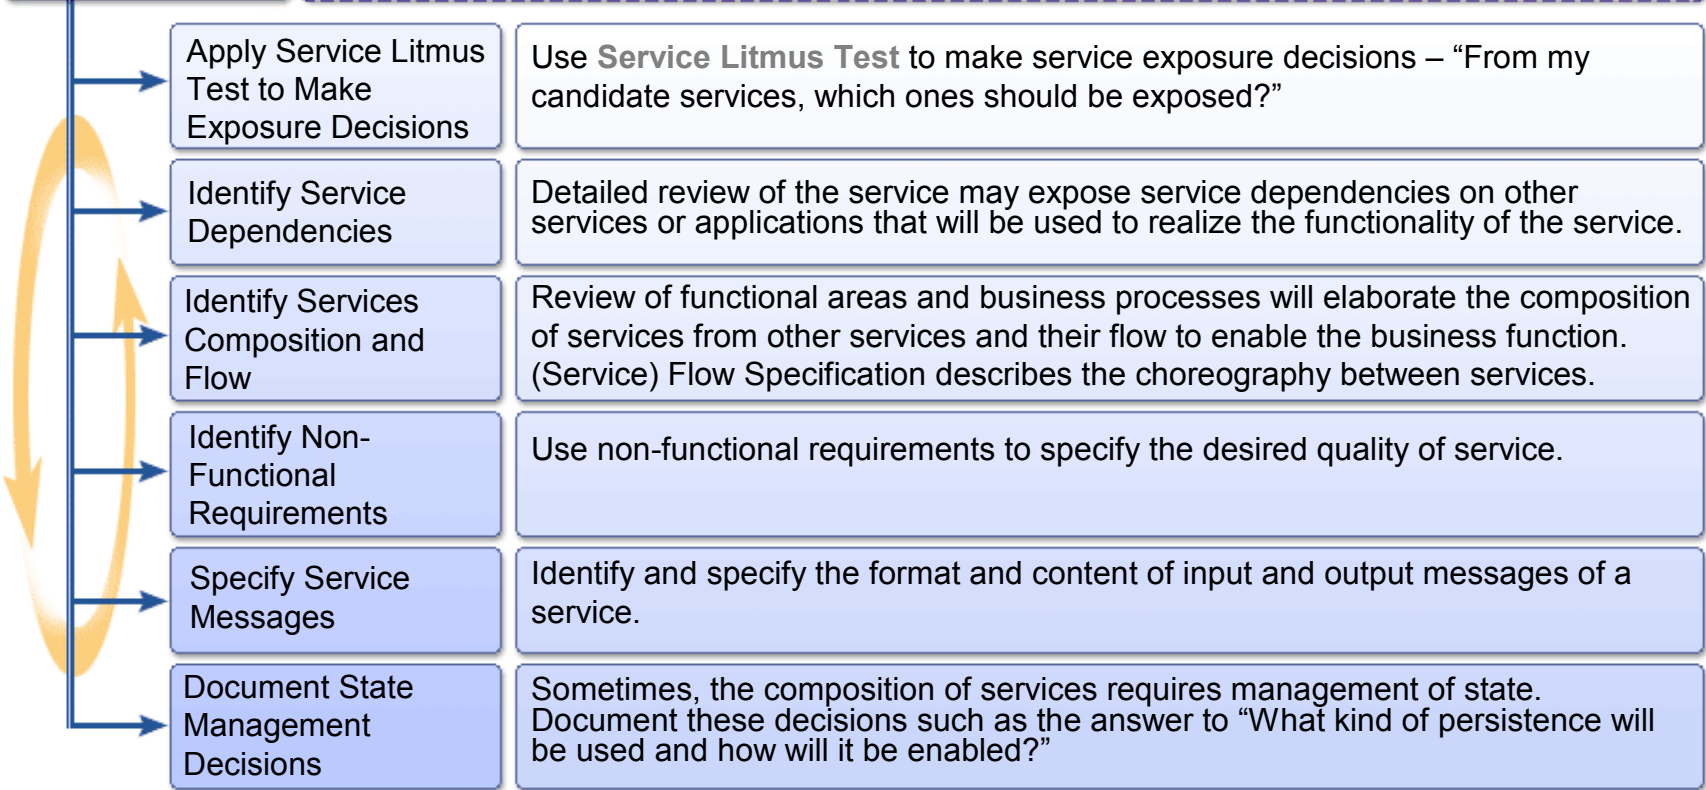 Apply Service Litmus
Test to Make
Exposure Decisions
Use Service Litmus Test to make service exposure decisions – “From my
candidate services, which ones should be exposed?”
Identify Service
Dependencies
Detailed review of the service may expose service dependencies on other
services or applications that will be used to realize the functionality of the service.
Identify Services
Composition and
Flow
Review of functional areas and business processes will elaborate the composition
of services from other services and their flow to enable the business function.
(Service) Flow Specification describes the choreography between services.
Identify Non-
Functional
Requirements
Use non-functional requirements to specify the desired quality of service.
Specify Service
Messages
Identify and specify the format and content of input and output messages of a
service.
Document State
Management
Decisions
Sometimes, the composition of services requires management of state.
Document these decisions such as the answer to “What kind of persistence will
be used and how will it be enabled?”